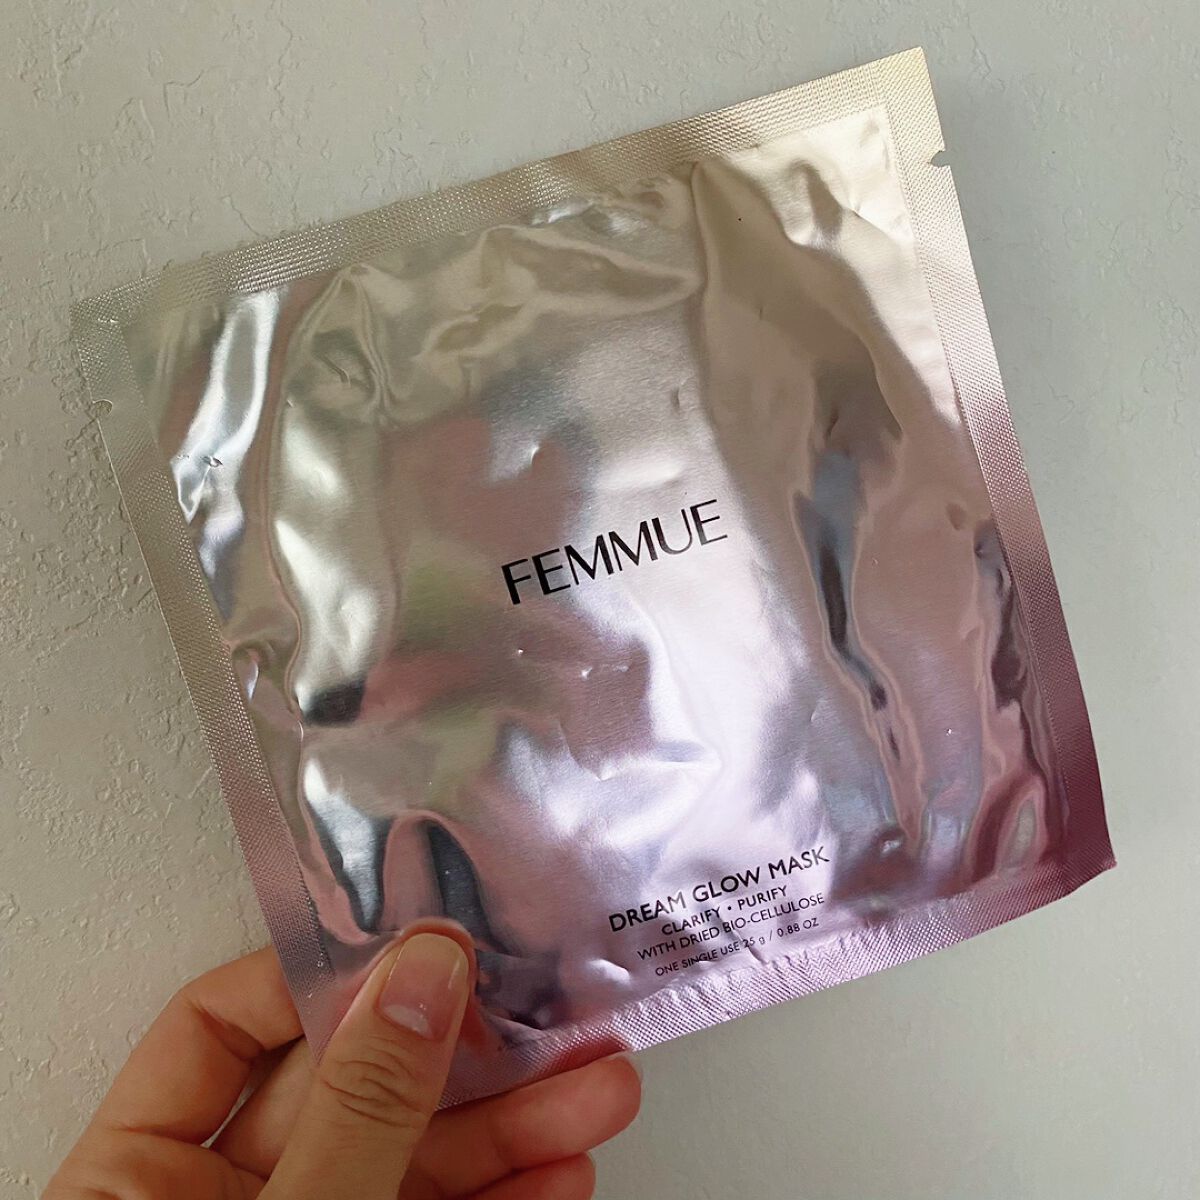 FEMMUE
DREAM GLOW MASK
CLARIFY • PURIFY
WITH DRIED BIO-CELLULOSE
ONE SINGLE USE 25 g / 0.88 OZ